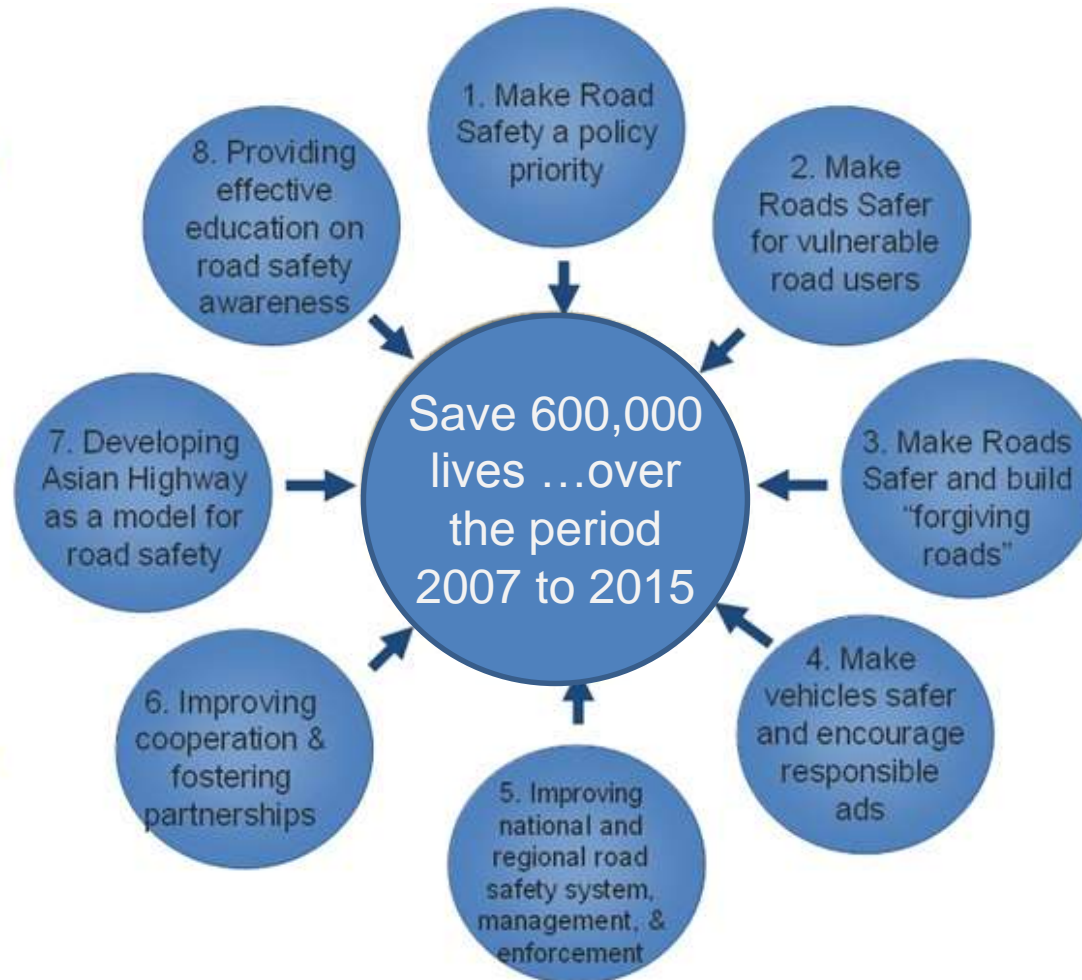 1. Make Road
Safety a policy
priority
2. Make
Roads Safer
for vulnerable
road users
3. Make Roads
Safer and build
“forgiving
roads”
4. Make
vehicles safer
and encourage
responsible
ads
5. Improving
national and
regional road
safety system,
management, &
enforcement
6. Improving
cooperation &
fostering
partnerships
7. Developing
Asian Highway
as a model for
road safety
8. Providing
effective
education on
road safety
awareness
Save 600,000
lives …over
the period
2007 to 2015